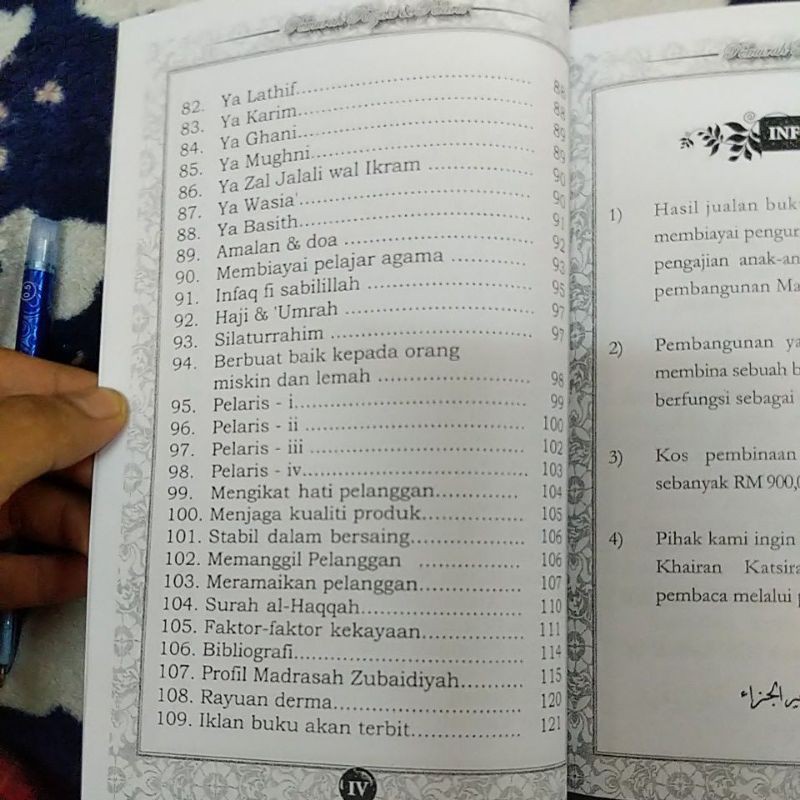 82. Ya Lathif 88
83. Ya Karim 88
84. Ya Ghani 89
85. Ya Mughni 89
86. Ya Zal Jalali wal Ikram 90
87. Ya Wasia' 90
88. Ya Basith 91
89. Amalan & doa 92
90. Membiayai pelajar agama 93
91. Infaq fi sabilillah 95
92. Haji & 'Umrah 97
93. Silaturrahim 97
94. Berbuat baik kepada orang
miskin dan lemah 98
95. Pelaris - i 99
96. Pelaris - ii 100
97. Pelaris - iii 102
98. Pelaris - iv 103
99. Mengikat hati pelanggan 104
100. Menjaga kualiti produk 105
101. Stabil dalam bersaing 106
102. Memanggil Pelanggan 106
103. Meramaikan pelanggan 107
104. Surah al-Haqqah 110
105. Faktor-faktor kekayaan 111
106. Bibliografi 114
107. Profil Madrasah Zubaidiyah 115
108. Rayuan derma 120
109. Iklan buku akan terbit 121
IV
INF
1) Hasil jualan buku
membiayai pengur
pengajian anak-an
pembangunan Ma
2) Pembangunan ya
membina sebuah b
berfungsi sebagai
3) Kos pembinaan
sebanyak RM 900,0
4) Pihak kami ingin
Khairan Katsira
pembaca melalui p
الجزاء